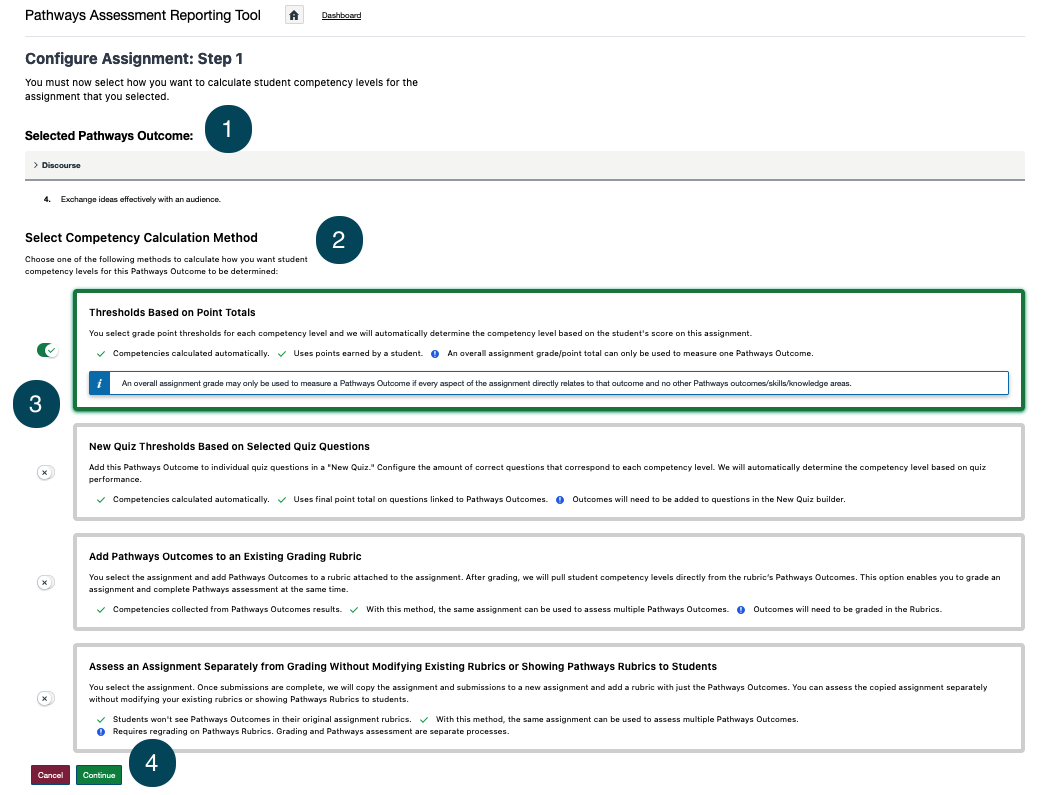 Pathways Assessment Reporting Tool
Dashboard
Configure Assignment: Step 1
You must now select how you want to calculate student competency levels for the
assignment that you selected.
1
Selected Pathways Outcome:
Discourse
4. Exchange ideas effectively with an audience.
2
Select Competency Calculation Method
Choose one of the following methods to calculate how you want student
competency levels for this Pathways Outcome to be determined:
Thresholds Based on Point Totals
You select grade point thresholds for each competency level and we will automatically determine the competency level based on the student's score on this assignment.
Competencies calculated automatically. Uses points earned by a student. An overall assignment grade/point total can only be used to measure one Pathways Outcome.
i An overall assignment grade may only be used to measure a Pathways Outcome if every aspect of the assignment directly relates to that outcome and no other Pathways outcomes/skills/knowledge areas.
3
New Quiz Thresholds Based on Selected Quiz Questions
Add this Pathways Outcome to individual quiz questions in a "New Quiz." Configure the amount of correct questions that correspond to each competency level. We will automatically determine the competency level based on quiz
performance.
Competencies calculated automatically. Uses final point total on questions linked to Pathways Outcomes. Outcomes will need to be added to questions in the New Quiz builder.
Add Pathways Outcomes to an Existing Grading Rubric
You select the assignment and add Pathways Outcomes to a rubric attached to the assignment. After grading, we will pull student competency levels directly from the rubric's Pathways Outcomes. This option enables you to grade an
assignment and complete Pathways assessment at the same time.
Competencies collected from Pathways Outcomes results. With this method, the same assignment can be used to assess multiple Pathways Outcomes. Outcomes will need to be graded in the Rubrics.
Assess an Assignment Separately from Grading Without Modifying Existing Rubrics or Showing Pathways Rubrics to Students
You select the assignment. Once submissions are complete, we will copy the assignment and submissions to a new assignment and add a rubric with just the Pathways Outcomes. You can assess the copied assignment separately
without modifying your existing rubrics or showing Pathways Rubrics to students.
Students won't see Pathways Outcomes in their original assignment rubrics. With this method, the same assignment can be used to assess multiple Pathways Outcomes.
Requires regrading on Pathways Rubrics. Grading and Pathways assessment are separate processes.
4
Cancel Continue